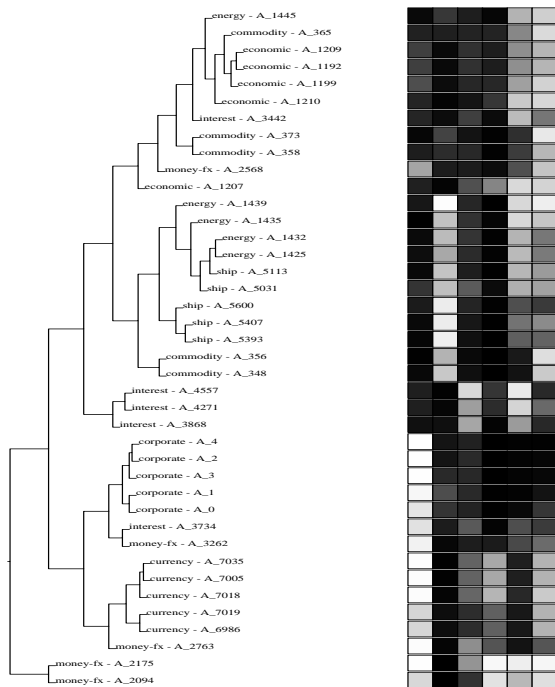 energy - A_1445
commodity - A_365
economic - A_1209
economic - A_1192
economic - A_1199
economic - A_1210
interest - A_3442
commodity - A_373
commodity - A_358
money-fx - A_2568
economic - A_1207
energy - A_1439
energy - A_1435
energy - A_1432
energy - A_1425
ship - A_5113
ship - A_5031
ship - A_5600
ship - A_5407
ship - A_5393
commodity - A_356
commodity - A_348
interest - A_4557
interest - A_4271
interest - A_3868
corporate - A_4
corporate - A_2
corporate - A_3
corporate - A_1
corporate - A_0
interest - A_3734
money-fx - A_3262
currency - A_7035
currency - A_7005
currency - A_7018
currency - A_7019
currency - A_6986
money-fx - A_2763
money-fx - A_2175
money-fx - A_2094